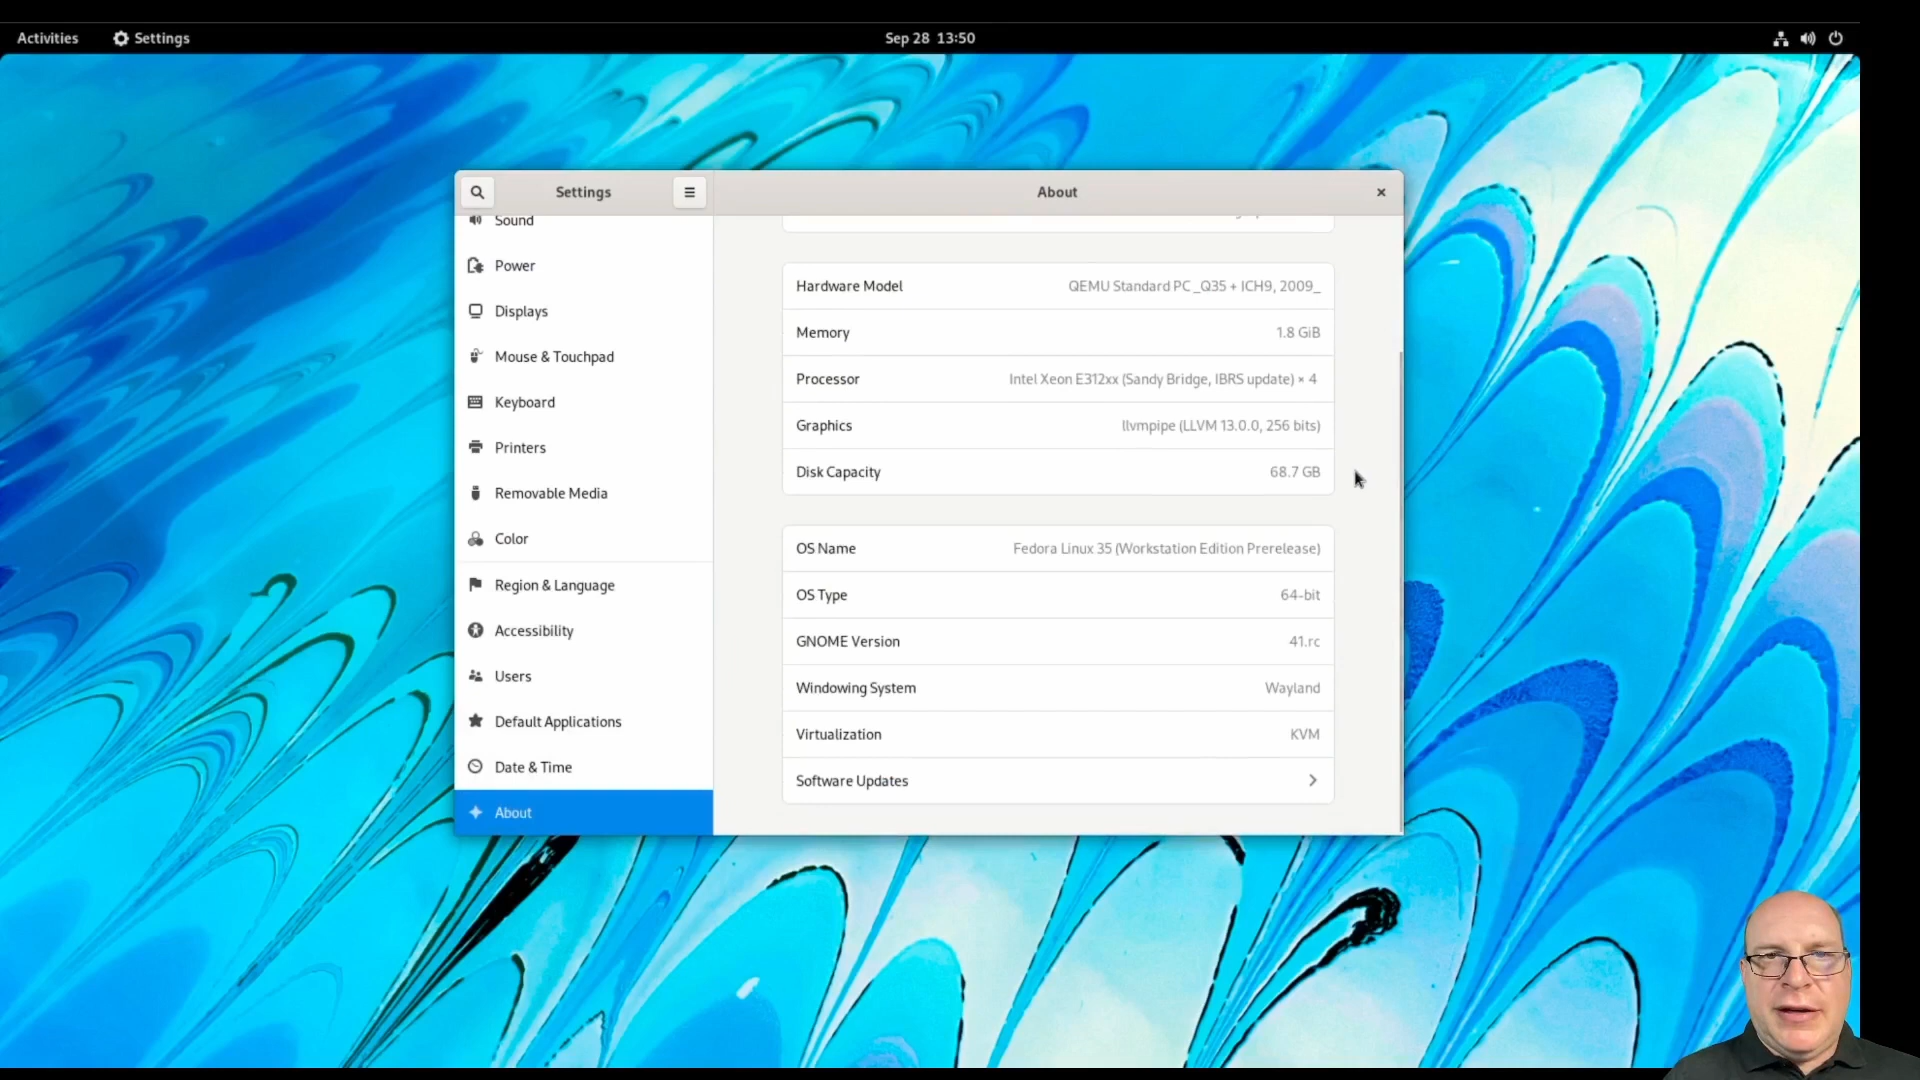 Activities Settings Sep 28 13:50
Settings About
Sound
Power
Displays
Mouse & Touchpad
Keyboard
Printers
Removable Media
Color
Region & Language
Accessibility
Users
Default Applications
Date & Time
About
Hardware Model QEMU Standard PC _Q35 + ICH9, 2009_
Memory 1.8 GiB
Processor Intel Xeon E312xx (Sandy Bridge, IBRS update) × 4
Graphics llvmpipe (LLVM 13.0.0, 256 bits)
Disk Capacity 68.7 GB
OS Name Fedora Linux 35 (Workstation Edition Prerelease)
OS Type 64-bit
GNOME Version 41.rc
Windowing System Wayland
Virtualization KVM
Software Updates